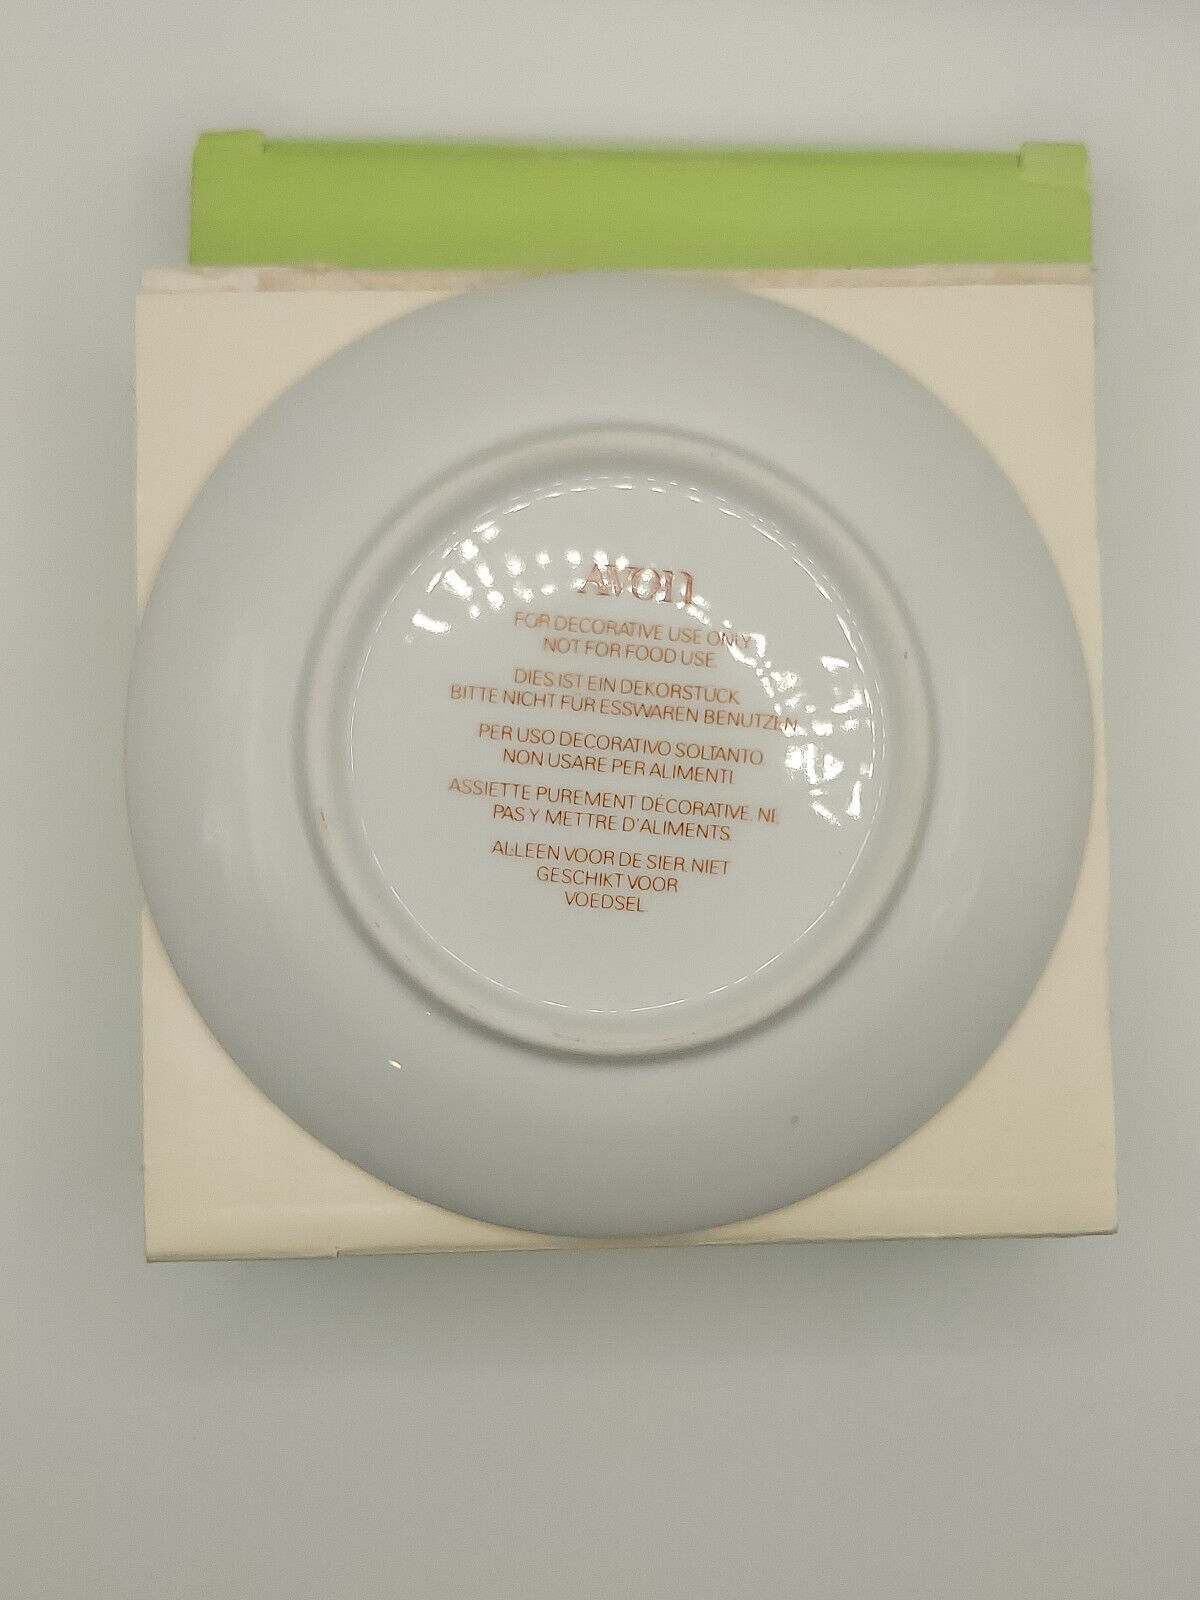 AVON
FOR DECORATIVE USE ONLY
NOT FOR FOOD USE.
DIES IST EIN DEKORSTUCK.
BITTE NICHT FÜR ESSWAREN BENUTZEN.
PER USO DECORATIVO SOLTANTO.
NON USARE PER ALIMENTI.
ASSIETTE PUREMENT DÉCORATIVE. NE
PAS Y METTRE D'ALIMENTS.
ALLEEN VOOR DE SIER. NIET
GESCHIKT VOOR
VOEDSEL.